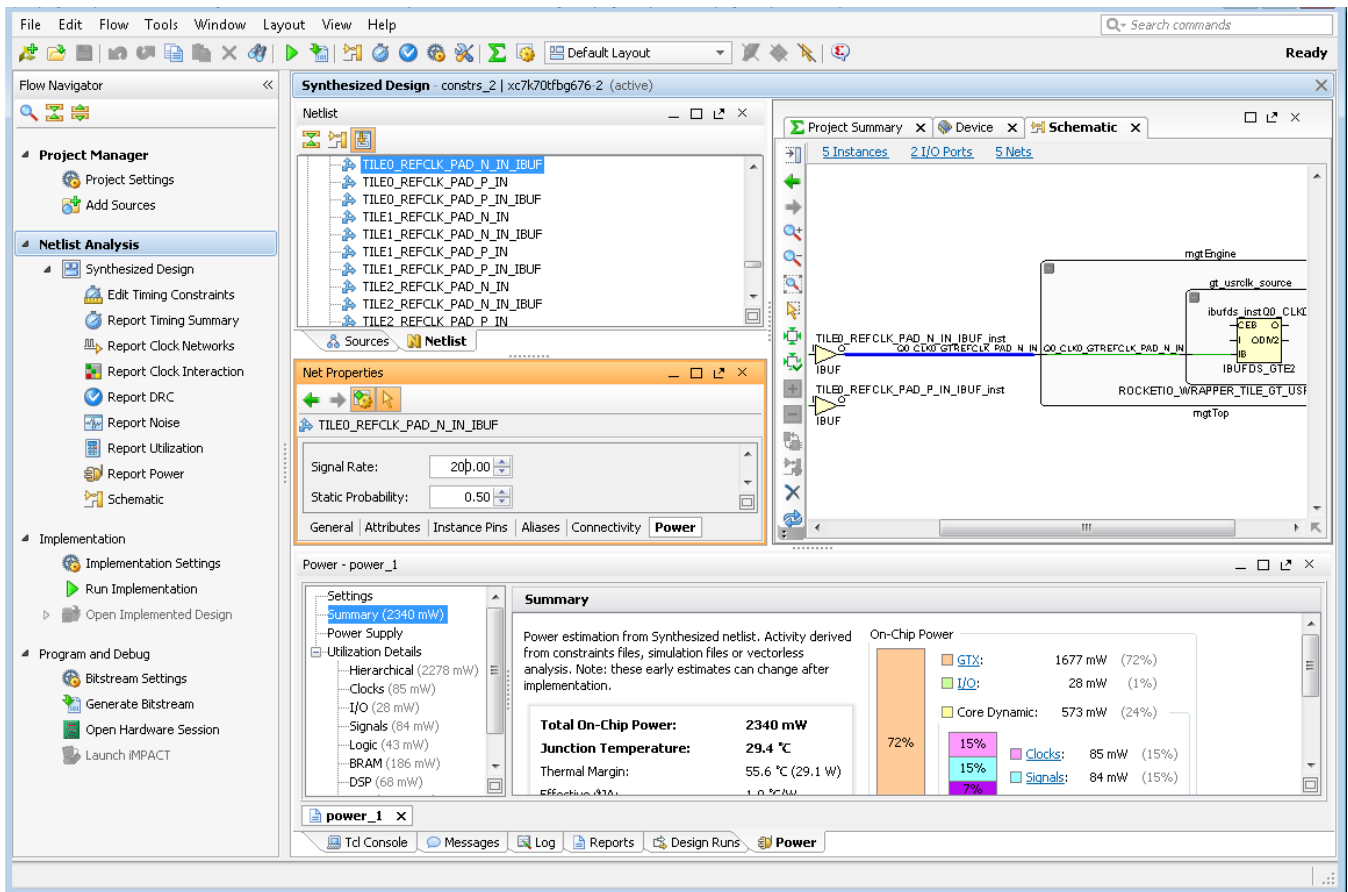 File Edit Flow Tools Window Layout View Help
Search commands
Default Layout
Ready
Flow Navigator
Project Manager
Project Settings
Add Sources
Netlist Analysis
Synthesized Design
Edit Timing Constraints
Report Timing Summary
Report Clock Networks
Report Clock Interaction
Report DRC
Report Noise
Report Utilization
Report Power
Schematic
Implementation
Implementation Settings
Run Implementation
Open Implemented Design
Program and Debug
Bitstream Settings
Generate Bitstream
Open Hardware Session
Launch iMPACT
Synthesized Design - constrs_2 | xc7k70tfbg676-2 (active)
Netlist
TILE0_REFCLK_PAD_N_IN_IBUF
TILE0_REFCLK_PAD_P_IN
TILE0_REFCLK_PAD_P_IN_IBUF
TILE1_REFCLK_PAD_N_IN
TILE1_REFCLK_PAD_N_IN_IBUF
TILE1_REFCLK_PAD_P_IN
TILE1_REFCLK_PAD_P_IN_IBUF
TILE2_REFCLK_PAD_N_IN
TILE2_REFCLK_PAD_N_IN_IBUF
TILE2_REFCLK_PAD_P_IN
Sources Netlist
Net Properties
TILE0_REFCLK_PAD_N_IN_IBUF
Signal Rate: 200.00
Static Probability: 0.50
General Attributes Instance Pins Aliases Connectivity Power
Project Summary Device Schematic
5 Instances 2 I/O Ports 5 Nets
mgtEngine
gt_usrclk_source
ibufds_instQ0_CLK
CEB O
I ODIV2
IB
IBUFDS_GTE2
TILE0_REFCLK_PAD_N_IN_IBUF_inst
I O Q0_CLK0_GTREFCLK_PAD_N_IN Q0_CLK0_GTREFCLK_PAD_N_IN
IBUF
TILE0_REFCLK_PAD_P_IN_IBUF_inst
I O
IBUF
ROCKETIO_WRAPPER_TILE_GT_USR
mgtTop
Power - power_1
Settings
Summary (2340 mW)
Power Supply
Utilization Details
Hierarchical (2278 mW)
Clocks (85 mW)
I/O (28 mW)
Signals (84 mW)
Logic (43 mW)
BRAM (186 mW)
DSP (68 mW)
Summary
Power estimation from Synthesized netlist. Activity derived
from constraints files, simulation files or vectorless
analysis. Note: these early estimates can change after
implementation.
Total On-Chip Power: 2340 mW
Junction Temperature: 29.4 °C
Thermal Margin: 55.6 °C (29.1 W)
On-Chip Power
72%
GTX: 1677 mW (72%)
I/O: 28 mW (1%)
Core Dynamic: 573 mW (24%)
15% Clocks: 85 mW (15%)
15% Signals: 84 mW (15%)
7%
power_1
Tcl Console Messages Log Reports Design Runs Power